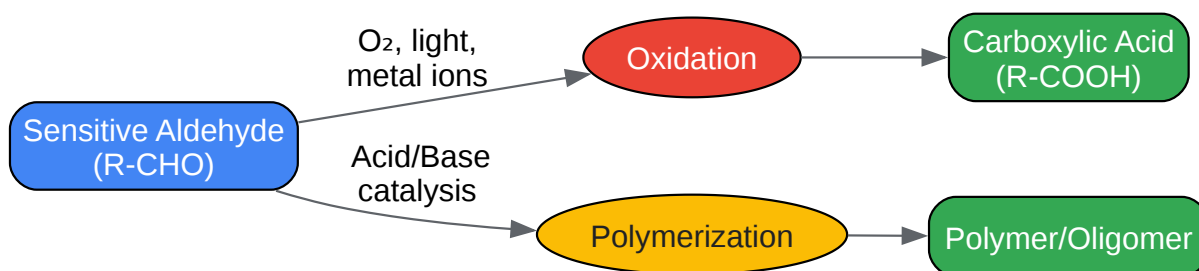 Sensitive Aldehyde
(R-CHO)
O₂, light,
metal ions
Oxidation
Carboxylic Acid
(R-COOH)
Acid/Base
catalysis
Polymerization
Polymer/Oligomer